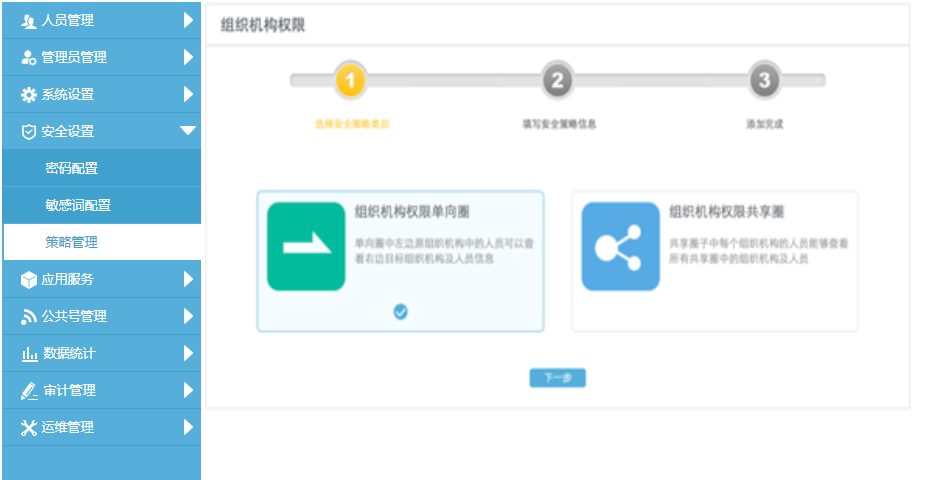 人员管理
管理员管理
系统设置
安全设置
密码配置
敏感词配置
策略管理
应用服务
公共号管理
数据统计
审计管理
运维管理
组织机构权限
1
2
3
选择安全策略类别
填写安全策略信息
添加完成
组织机构权限单向圈
单向圈中左边原组织机构中的人员可以查
看右边目标组织机构及人员信息
组织机构权限共享圈
共享圈子中每个组织机构的人员能够查看
所有共享圈中的组织机构及人员
下一步